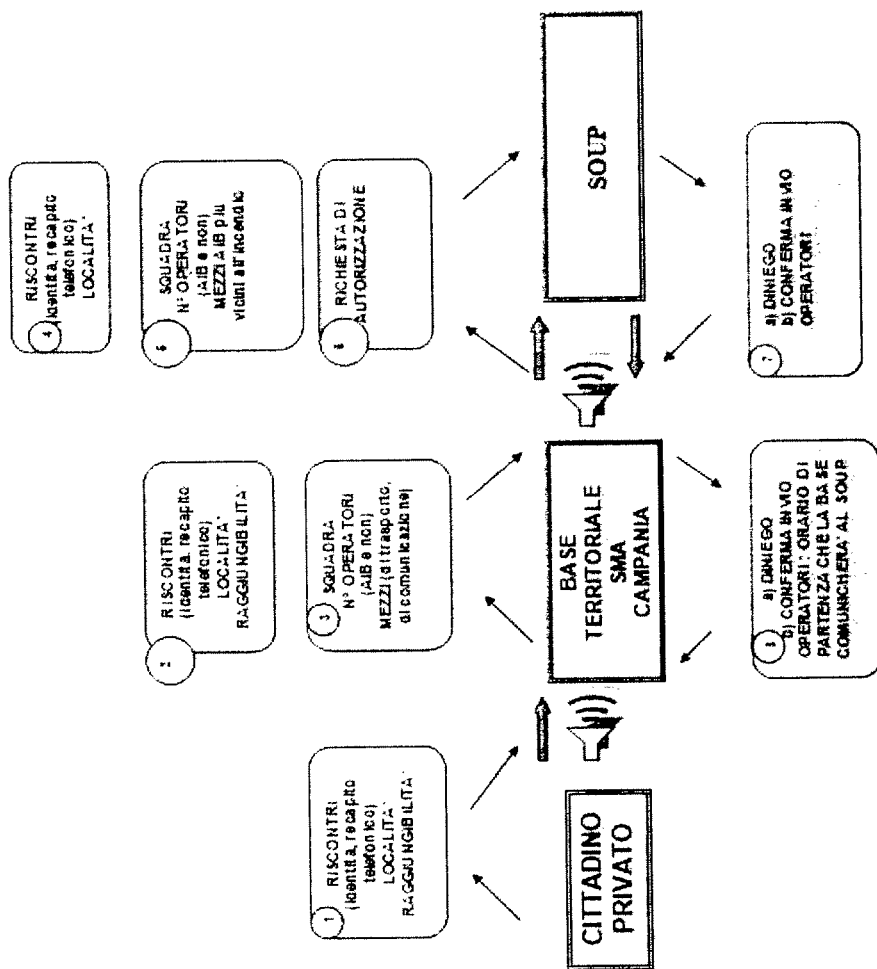 1
RISCONTRI
(identità, recapito
telefonico)
LOCALITA'
RAGGIUNGIBILITA'
2
RISCONTRI
(identità, recapito
telefonico)
LOCALITA'
RAGGIUNGIBILITA'
3
SQUADRA
N° OPERATORI
(AIB e non)
MEZZI (di trasporto,
di comunicazione)
4
RISCONTRI
(identità, recapito
telefonico)
LOCALITA'
SQUADRA
N° OPERATORI
(AIB e non)
MEZZI AIB più
vicini all'incendio
RICHIESTA DI
AUTORIZZAZIONE
CITTADINO
PRIVATO
BASE
TERRITORIALE
SMA
CAMPANIA
SOUP
a) DINIEGO
b) CONFERMA INVIO
OPERATORI: ORARIO DI
PARTENZA CHE LA BASE
COMUNICHERA' AL SOUP
7
a) DINIEGO
b) CONFERMA INVIO
OPERATORI